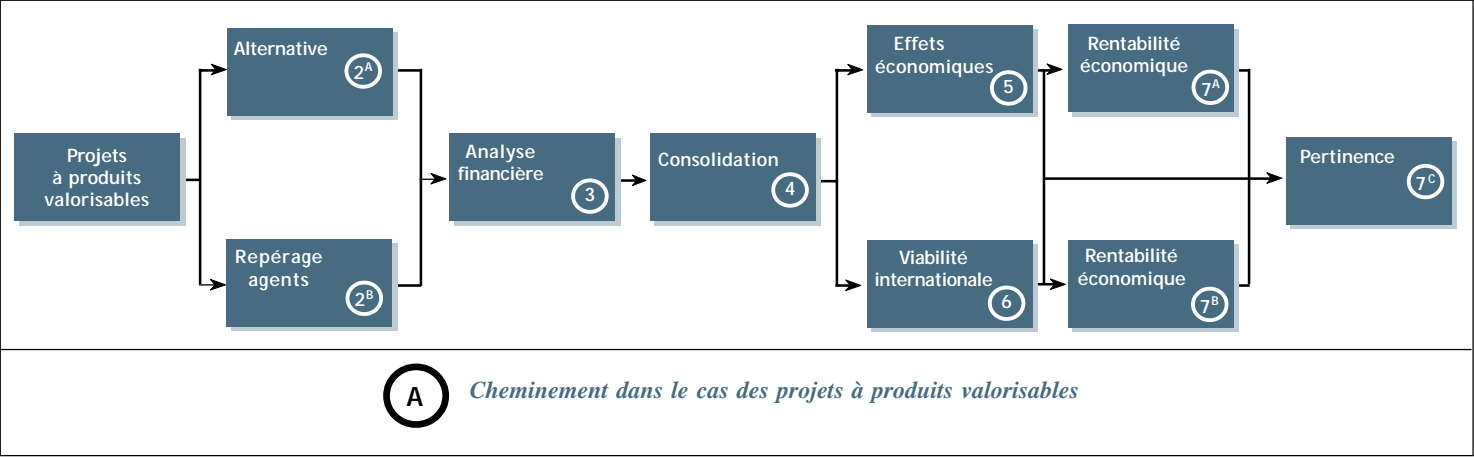 Projets
à produits
valorisables
Alternative
2A
Repérage
agents
2B
Analyse
financière
3
Consolidation
4
Effets
économiques
5
Viabilité
internationale
6
Rentabilité
économique
7A
Rentabilité
économique
7B
Pertinence
7C
A
Cheminement dans le cas des projets à produits valorisables